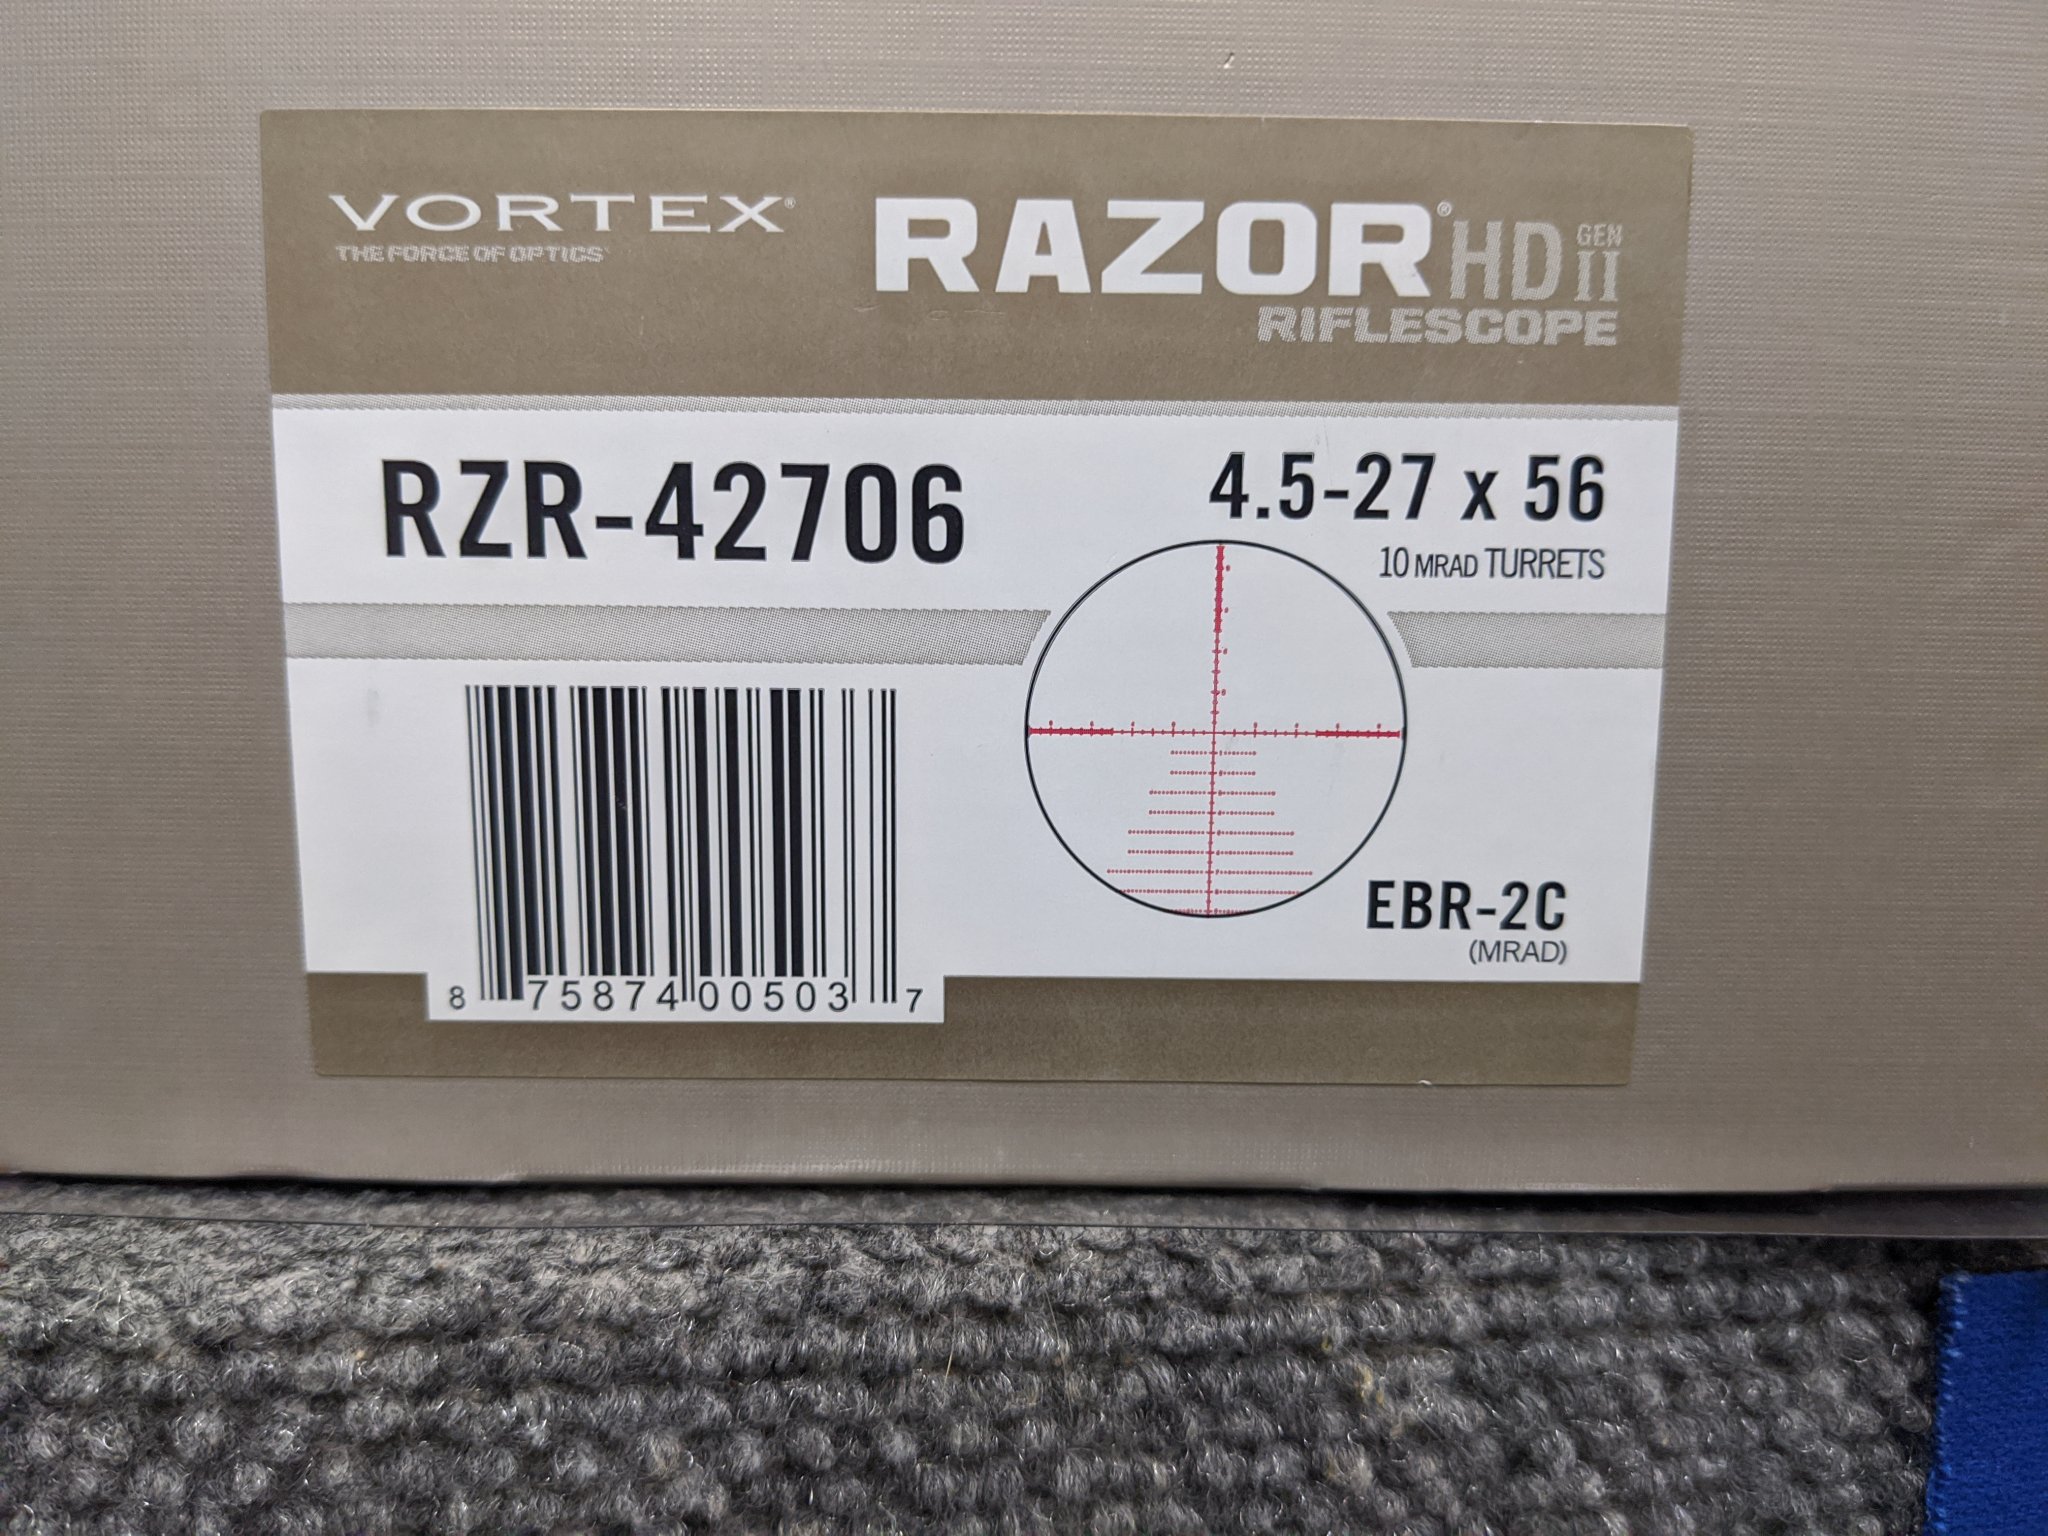 VORTEX®
THE FORCE OF OPTICS
RAZOR® HD GEN II
RIFLESCOPE
RZR-42706
4.5-27 x 56
10 MRAD TURRETS
EBR-2C
(MRAD)
8 75874 00503 7